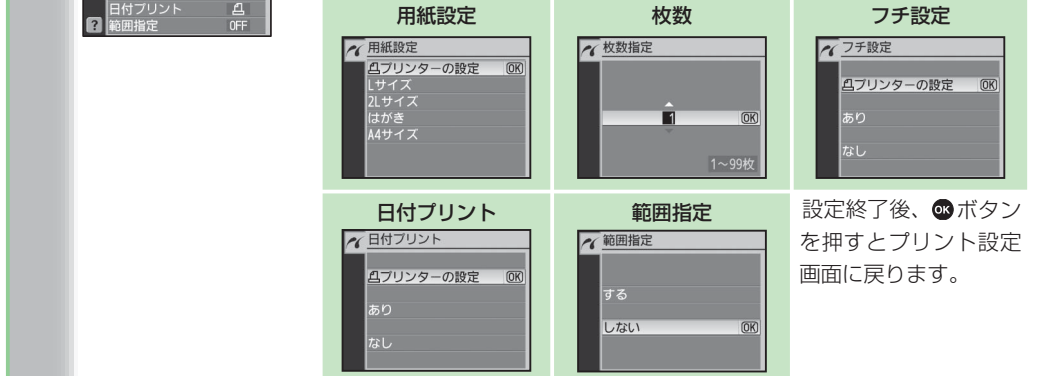 日付プリント
? 範囲指定 OFF
用紙設定
用紙設定
プリンターの設定 OK
Lサイズ
2Lサイズ
はがき
A4サイズ
枚数
枚数指定
1 OK
1～99枚
フチ設定
フチ設定
プリンターの設定 OK
あり
なし
日付プリント
日付プリント
プリンターの設定 OK
あり
なし
範囲指定
範囲指定
する
しない OK
設定終了後、OKボタン
を押すとプリント設定
画面に戻ります。